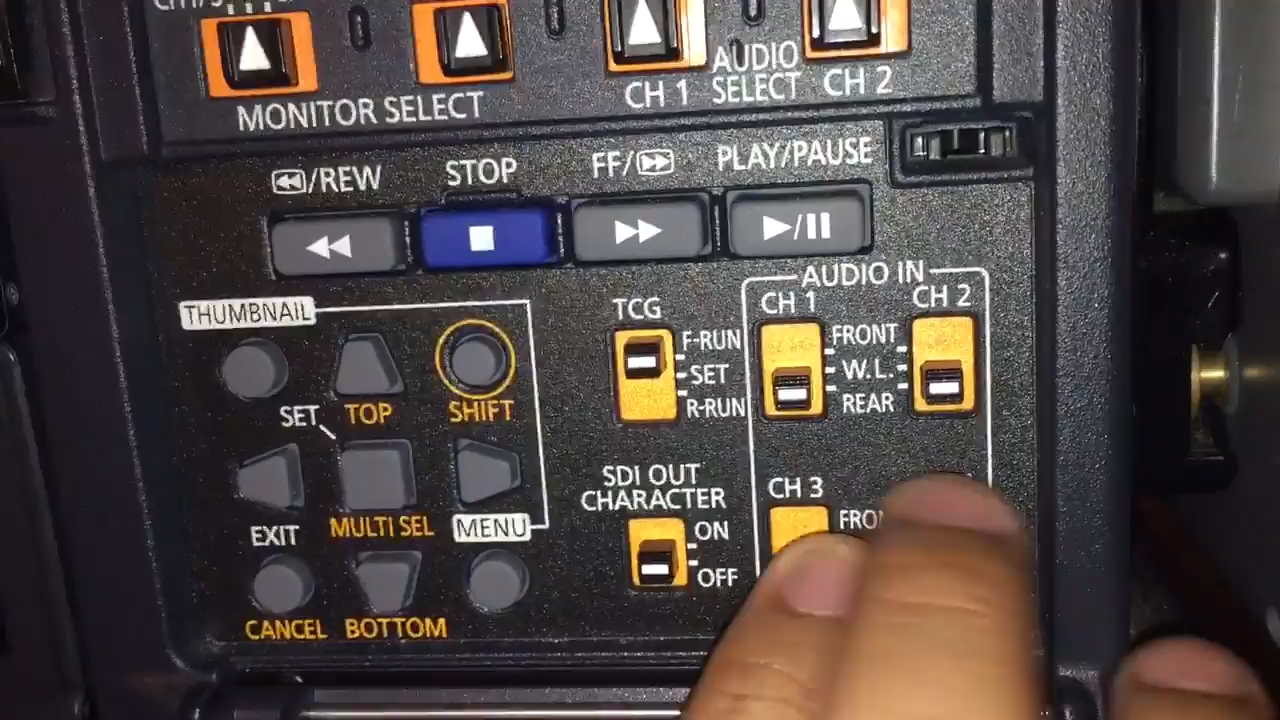 MONITOR SELECT
CH 1
AUDIO
SELECT
CH 2
/REW
STOP
FF/
PLAY/PAUSE
AUDIO IN
THUMBNAIL
TCG
CH 1
CH 2
F-RUN
SET
R-RUN
FRONT
W.L.
REAR
SET
TOP
SHIFT
SDI OUT
CHARACTER
ON
OFF
CH 3
EXIT
MULTI SEL
MENU
CANCEL
BOTTOM